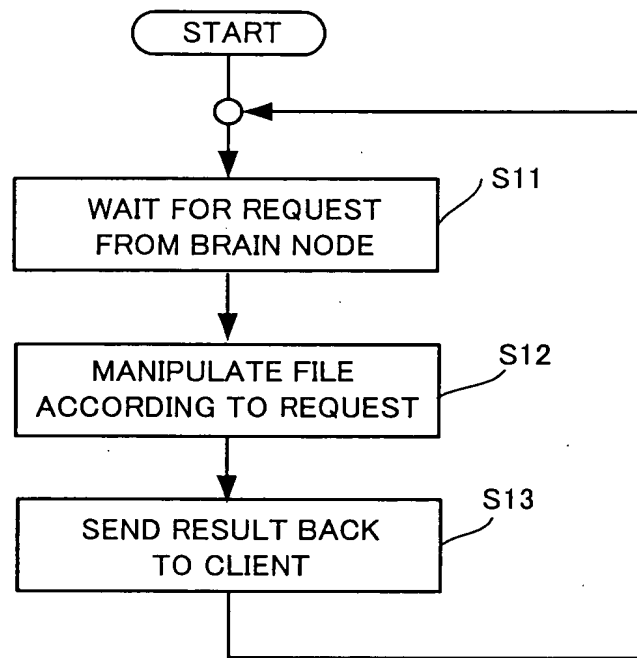 START
S11
WAIT FOR REQUEST
FROM BRAIN NODE
S12
MANIPULATE FILE
ACCORDING TO REQUEST
S13
SEND RESULT BACK
TO CLIENT